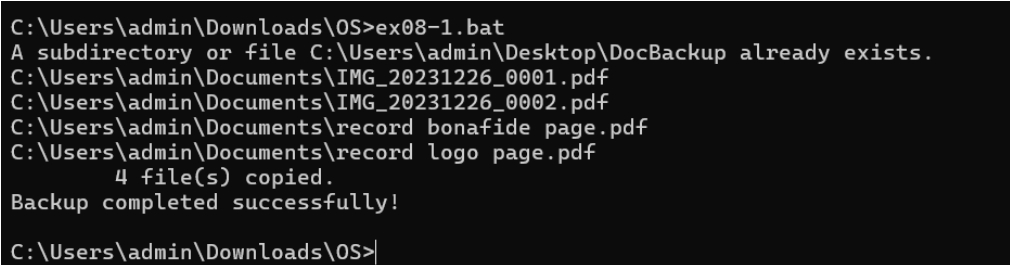 C:\Users\admin\Downloads\OS>ex08-1.bat
A subdirectory or file C:\Users\admin\Desktop\DocBackup already exists.
C:\Users\admin\Documents\IMG_20231226_0001.pdf
C:\Users\admin\Documents\IMG_20231226_0002.pdf
C:\Users\admin\Documents\record bonafide page.pdf
C:\Users\admin\Documents\record logo page.pdf
        4 file(s) copied.
Backup completed successfully!

C:\Users\admin\Downloads\OS>